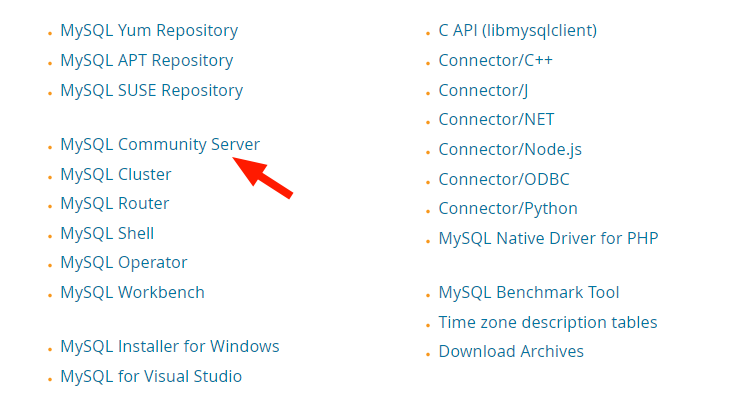 MySQL Yum Repository
MySQL APT Repository
MySQL SUSE Repository
MySQL Community Server
MySQL Cluster
MySQL Router
MySQL Shell
MySQL Operator
MySQL Workbench
MySQL Installer for Windows
MySQL for Visual Studio
C API (libmysqlclient)
Connector/C++
Connector/J
Connector/NET
Connector/Node.js
Connector/ODBC
Connector/Python
MySQL Native Driver for PHP
MySQL Benchmark Tool
Time zone description tables
Download Archives